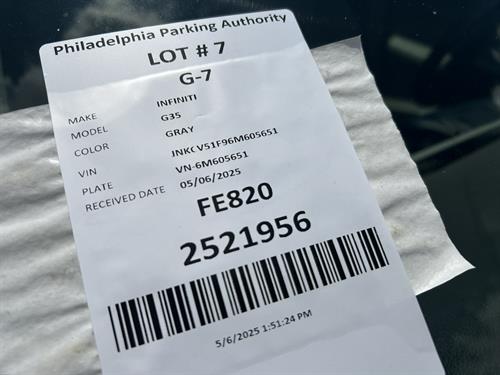 Philadelphia Parking Authority
LOT # 7
G-7
MAKE INFINITI
MODEL G35
COLOR GRAY
VIN JNKCV51F96M605651
PLATE VN-6M605651
RECEIVED DATE 05/06/2025
FE820
2521956
5/6/2025 1:51:24 PM